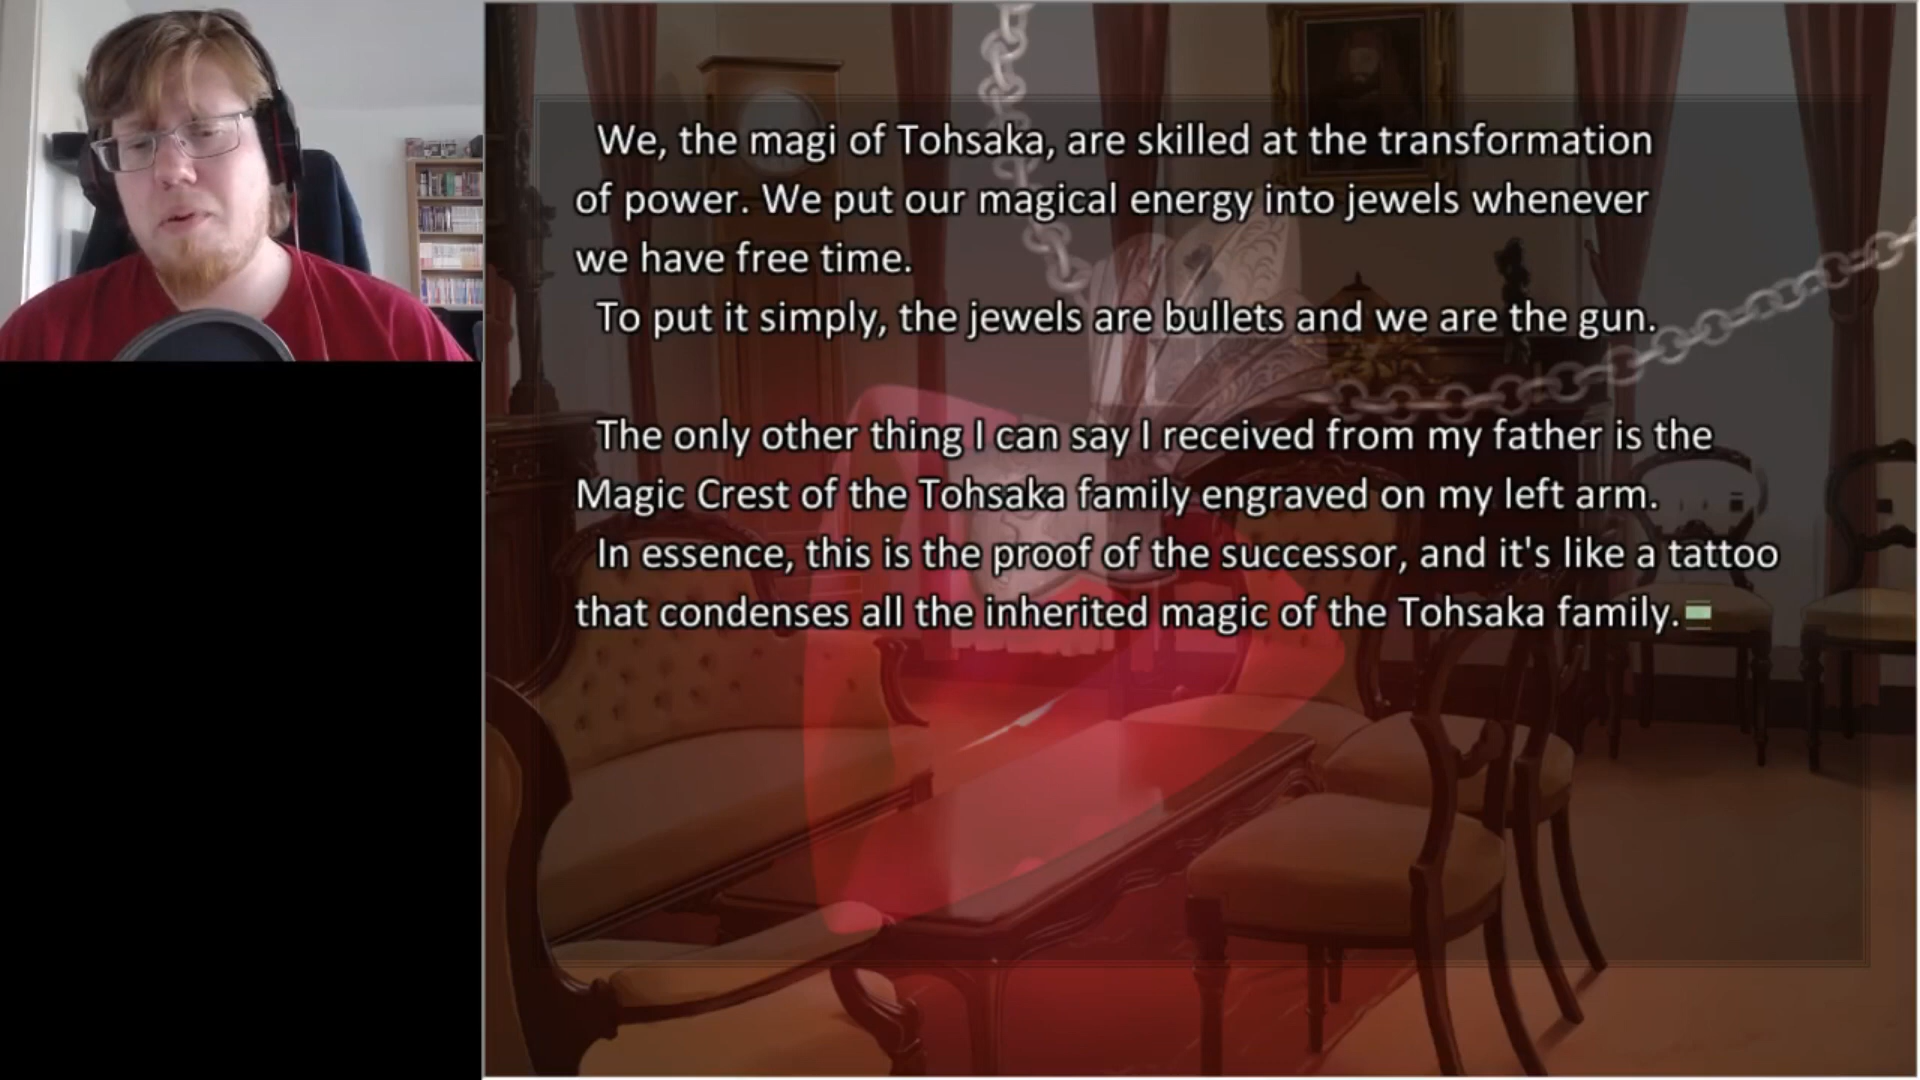 We, the magi of Tohsaka, are skilled at the transformation
of power. We put our magical energy into jewels whenever
we have free time.
To put it simply, the jewels are bullets and we are the gun.
The only other thing I can say I received from my father is the
Magic Crest of the Tohsaka family engraved on my left arm.
In essence, this is the proof of the successor, and it's like a tattoo
that condenses all the inherited magic of the Tohsaka family.